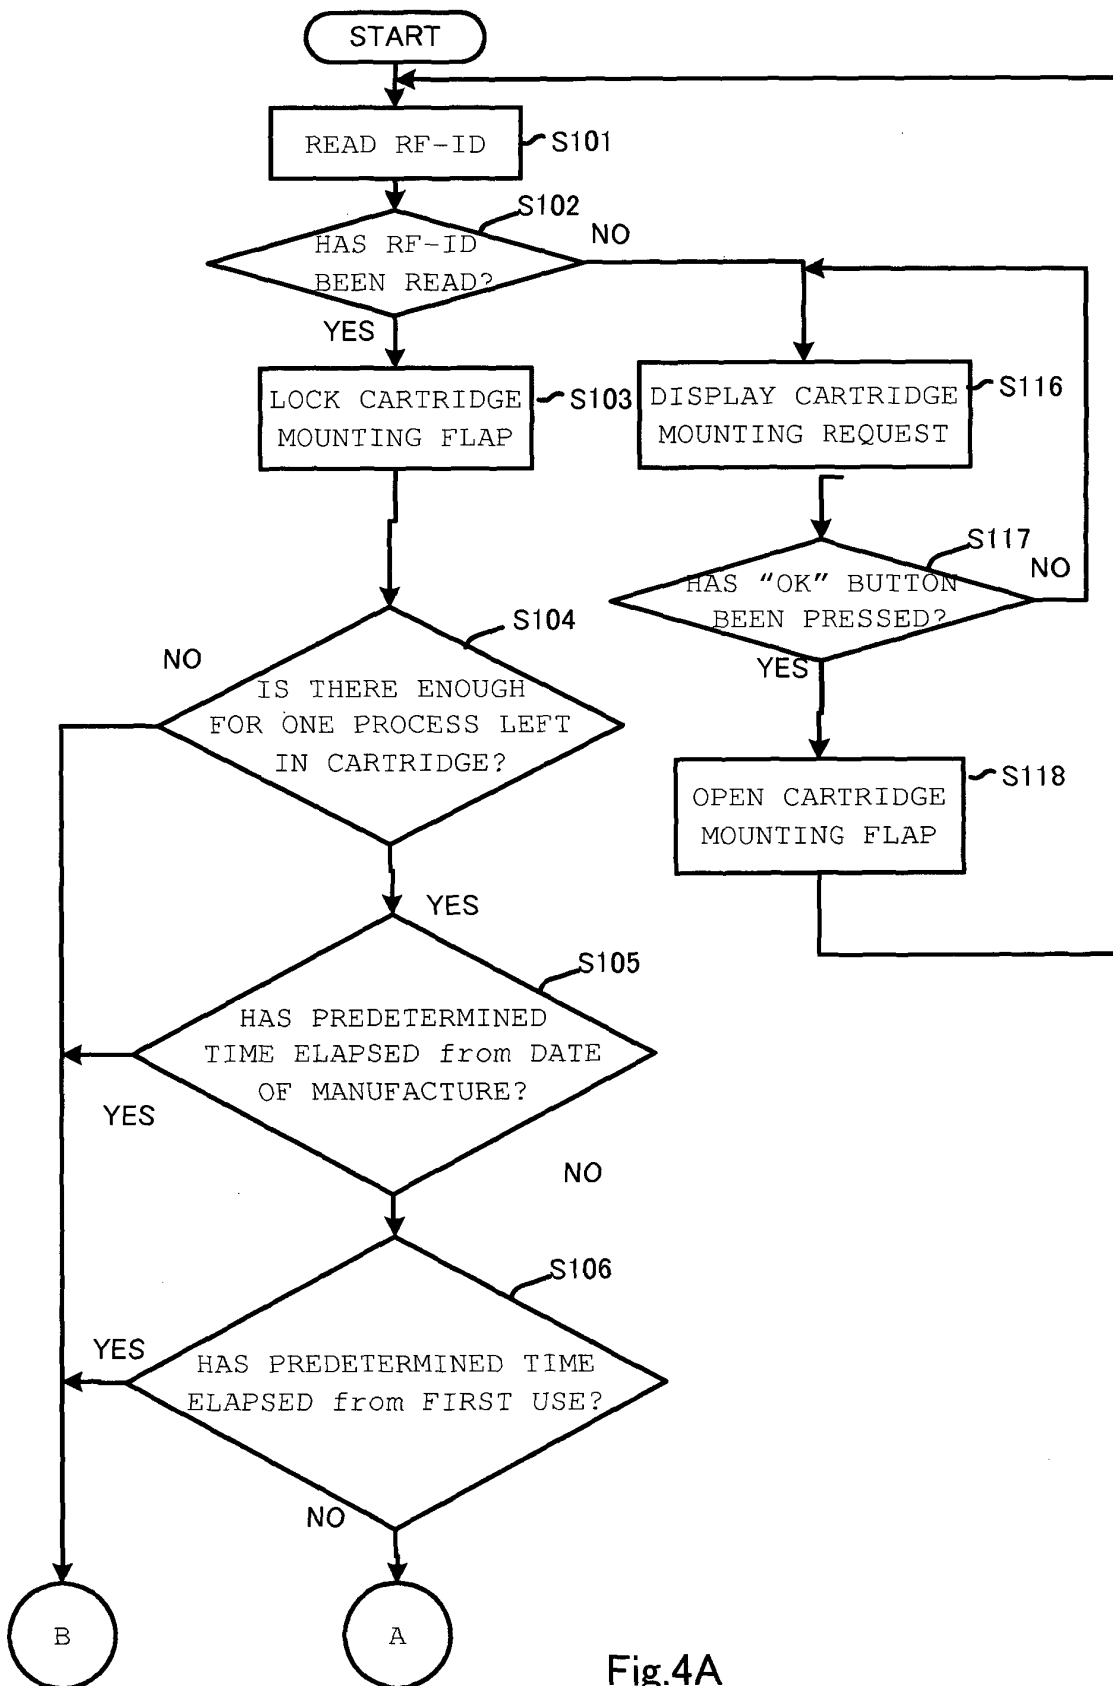 START
READ RF-ID
S101
S102
HAS RF-ID
BEEN READ?
NO
YES
LOCK CARTRIDGE
MOUNTING FLAP
S103
DISPLAY CARTRIDGE
MOUNTING REQUEST
S116
S117
HAS “OK” BUTTON
BEEN PRESSED?
NO
YES
S104
NO
IS THERE ENOUGH
FOR ONE PROCESS LEFT
IN CARTRIDGE?
YES
OPEN CARTRIDGE
MOUNTING FLAP
S118
S105
HAS PREDETERMINED
TIME ELAPSED from DATE
OF MANUFACTURE?
YES
NO
S106
YES
HAS PREDETERMINED TIME
ELAPSED from FIRST USE?
NO
B
A
Fig.4A